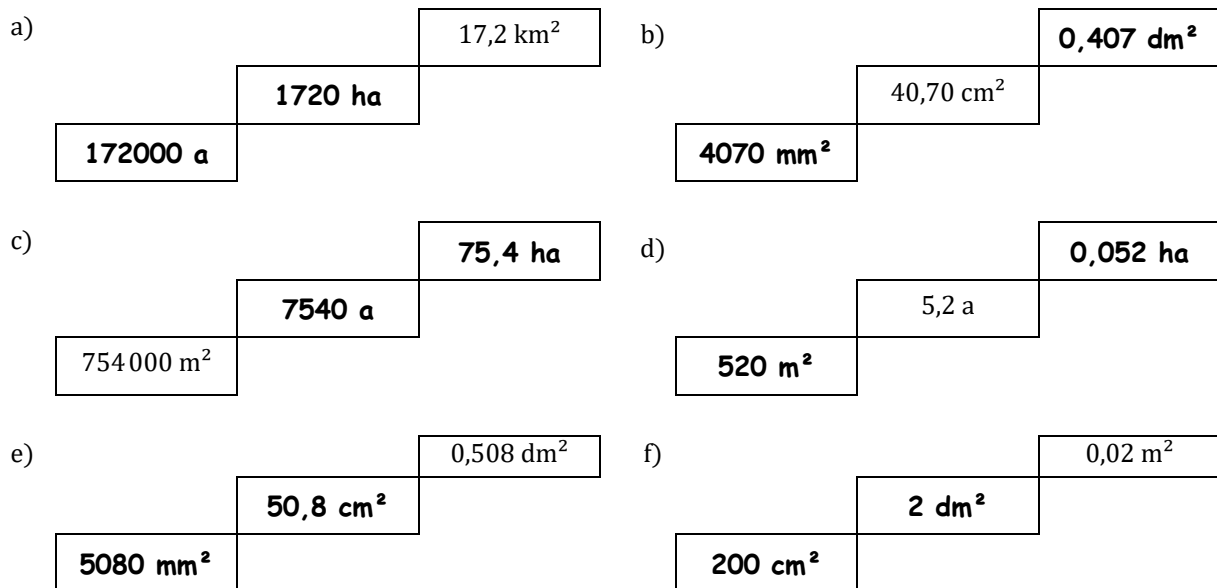 a)
17,2 km²
1720 ha
172000 a
b)
0,407 dm²
40,70 cm²
4070 mm²
c)
75,4 ha
7540 a
754 000 m²
d)
0,052 ha
5,2 a
520 m²
e)
0,508 dm²
50,8 cm²
5080 mm²
f)
0,02 m²
2 dm²
200 cm²